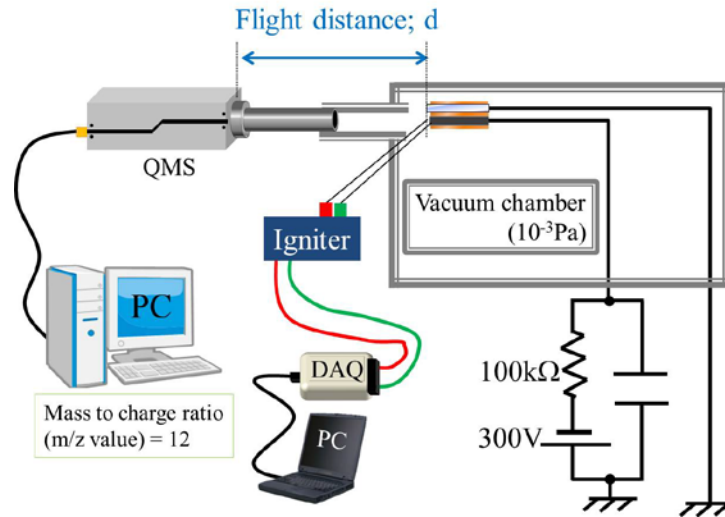 Flight distance; d
QMS
Vacuum chamber
(10⁻³Pa)
Igniter
PC
DAQ
100kΩ
Mass to charge ratio
(m/z value) = 12
PC
300V